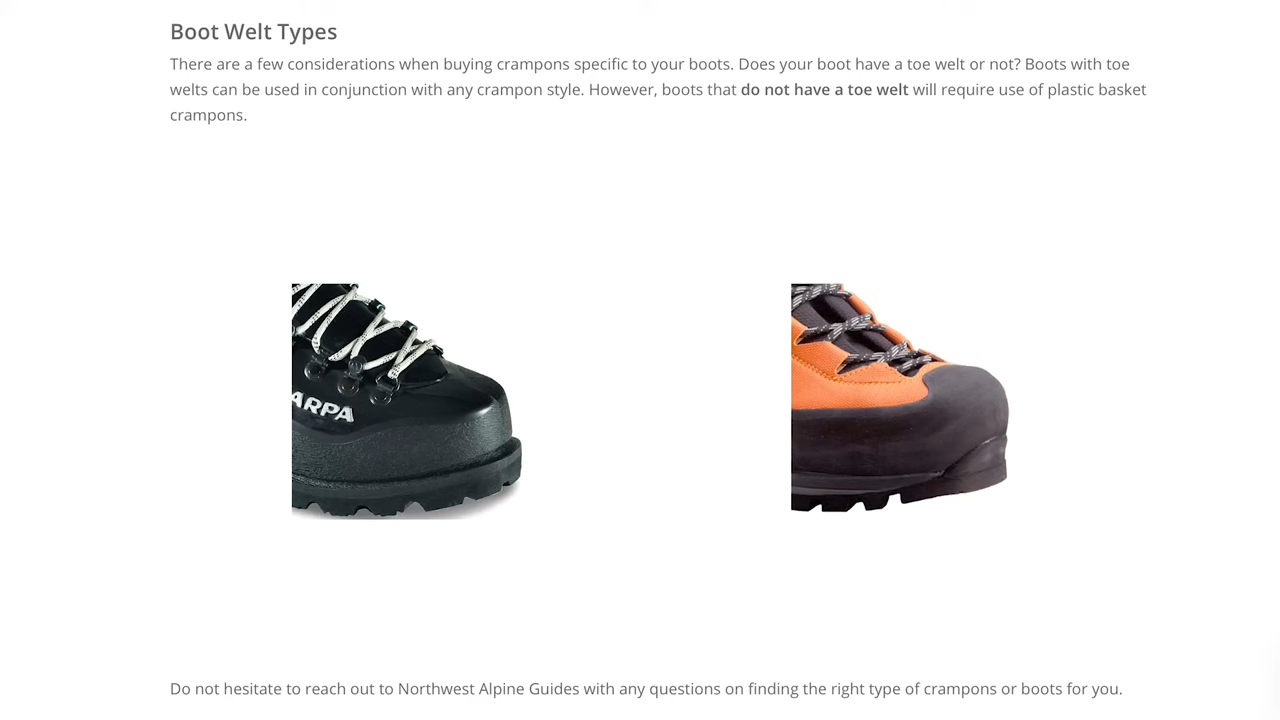 Boot Welt Types
There are a few considerations when buying crampons specific to your boots. Does your boot have a toe welt or not? Boots with toe
welts can be used in conjunction with any crampon style. However, boots that do not have a toe welt will require use of plastic basket
crampons.
ARPA
Do not hesitate to reach out to Northwest Alpine Guides with any questions on finding the right type of crampons or boots for you.